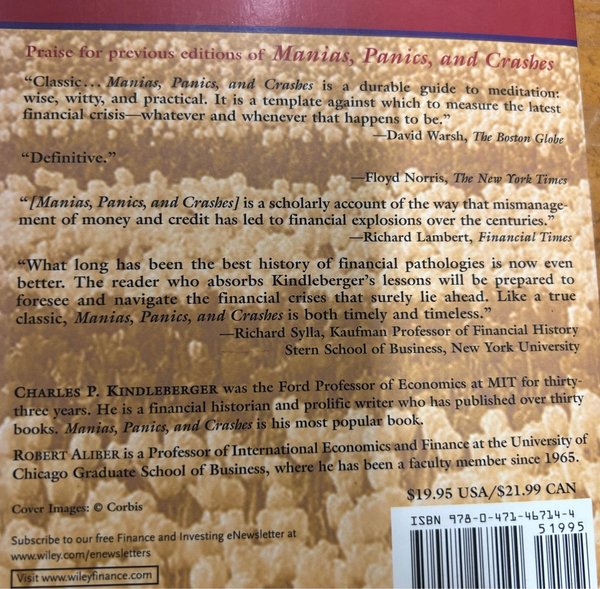 Praise for previous editions of Manias, Panics, and Crashes
“Classic… Manias, Panics, and Crashes is a durable guide to meditation:
wise, witty, and practical. It is a template against which to measure the latest
financial crisis—whatever and whenever that happens to be.”
—David Warsh, The Boston Globe
“Definitive.”
—Floyd Norris, The New York Times
“[Manias, Panics, and Crashes] is a scholarly account of the way that mismanage-
ment of money and credit has led to financial explosions over the centuries.”
—Richard Lambert, Financial Times
“What long has been the best history of financial pathologies is now even
better. The reader who absorbs Kindleberger’s lessons will be prepared to
foresee and navigate the financial crises that surely lie ahead. Like a true
classic, Manias, Panics, and Crashes is both timely and timeless.”
—Richard Sylla, Kaufman Professor of Financial History
Stern School of Business, New York University
CHARLES P. KINDLEBERGER was the Ford Professor of Economics at MIT for thirty-
three years. He is a financial historian and prolific writer who has published over thirty
books. Manias, Panics, and Crashes is his most popular book.
ROBERT ALIBER is a Professor of International Economics and Finance at the University of
Chicago Graduate School of Business, where he has been a faculty member since 1965.
$19.95 USA/$21.99 CAN
Cover Images: © Corbis
ISBN 978-0-471-46714-4
51995
Subscribe to our free Finance and Investing eNewsletter at
www.wiley.com/enewsletters
Visit www.wileyfinance.com